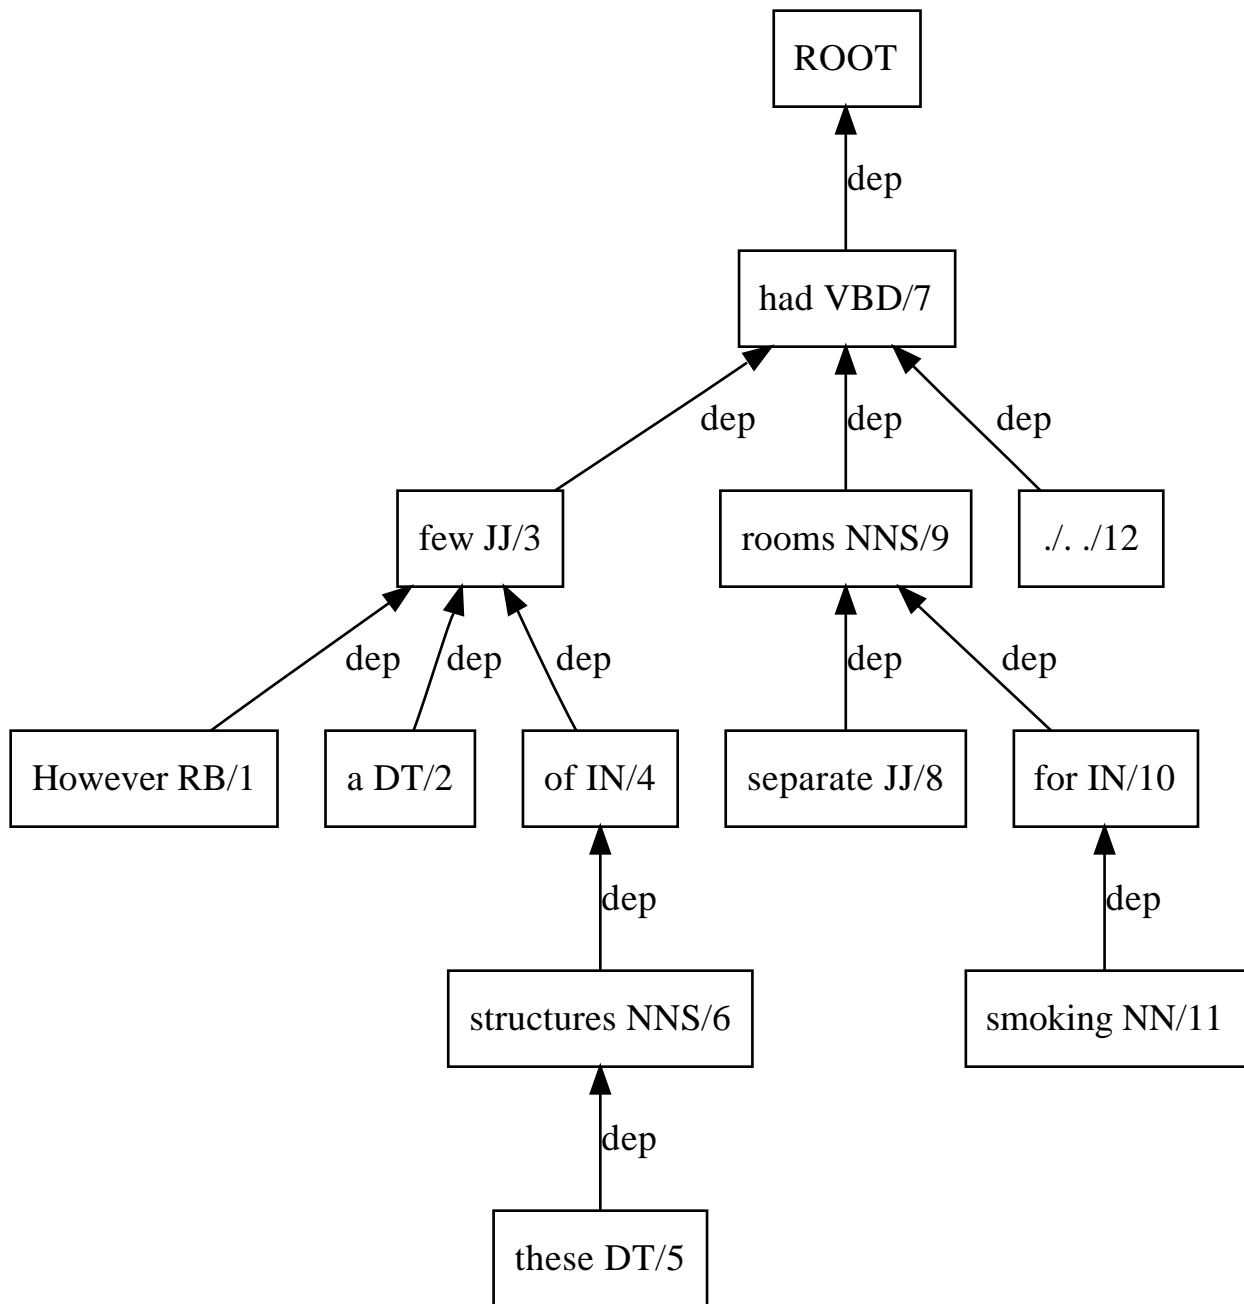 ROOT
dep
had VBD/7
dep dep dep
few JJ/3 rooms NNS/9 ./. ./12
dep dep dep dep dep
However RB/1 a DT/2 of IN/4 separate JJ/8 for IN/10
dep dep
structures NNS/6 smoking NN/11
dep
these DT/5